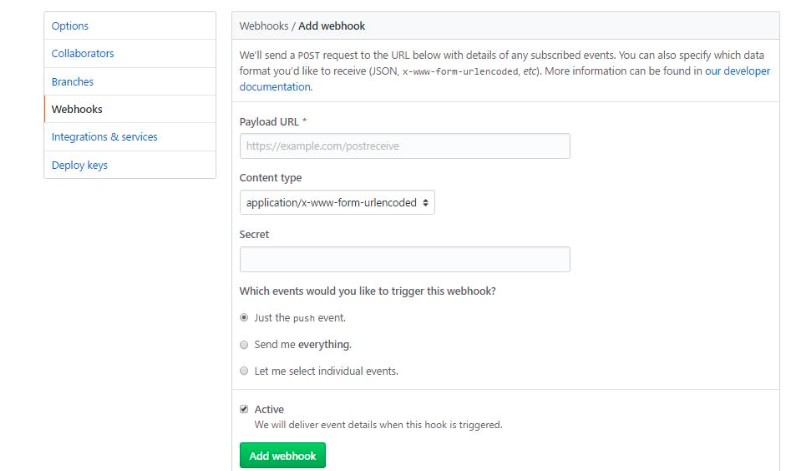 Options
Collaborators
Branches
Webhooks
Integrations & services
Deploy keys
Webhooks / Add webhook
We'll send a POST request to the URL below with details of any subscribed events. You can also specify which data
format you'd like to receive (JSON, x-www-form-urlencoded, etc). More information can be found in our developer
documentation.
Payload URL *
https://example.com/postreceive
Content type
application/x-www-form-urlencoded
Secret
Which events would you like to trigger this webhook?
Just the push event.
Send me everything.
Let me select individual events.
Active
We will deliver event details when this hook is triggered.
Add webhook